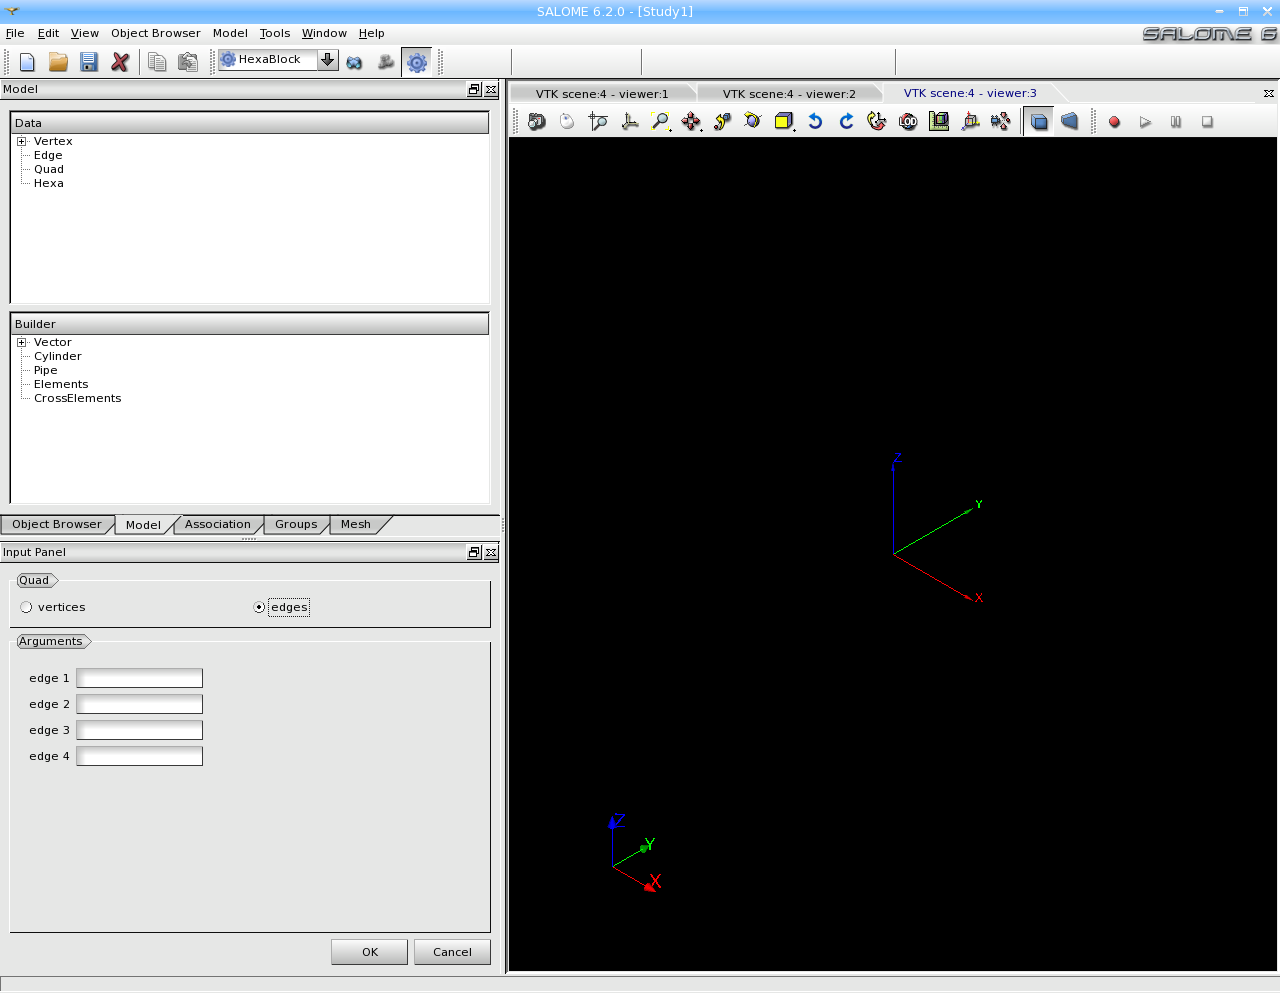 SALOME 6.2.0 - [Study1]
File Edit View Object Browser Model Tools Window Help
SALOME 6
HexaBlock
Model
Data
Vertex
Edge
Quad
Hexa
Builder
Vector
Cylinder
Pipe
Elements
CrossElements
Object Browser Model Association Groups Mesh
Input Panel
Quad
vertices edges
Arguments
edge 1
edge 2
edge 3
edge 4
OK Cancel
VTK scene:4 - viewer:1 VTK scene:4 - viewer:2 VTK scene:4 - viewer:3
Z
Y
X
Z
Y
X